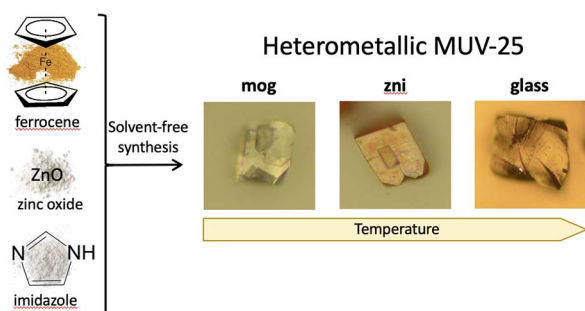 Fe
ferrocene
ZnO
zinc oxide
N
NH
imidazole
Solvent-free
synthesis
Heterometallic MUV-25
mog
zni
glass
Temperature